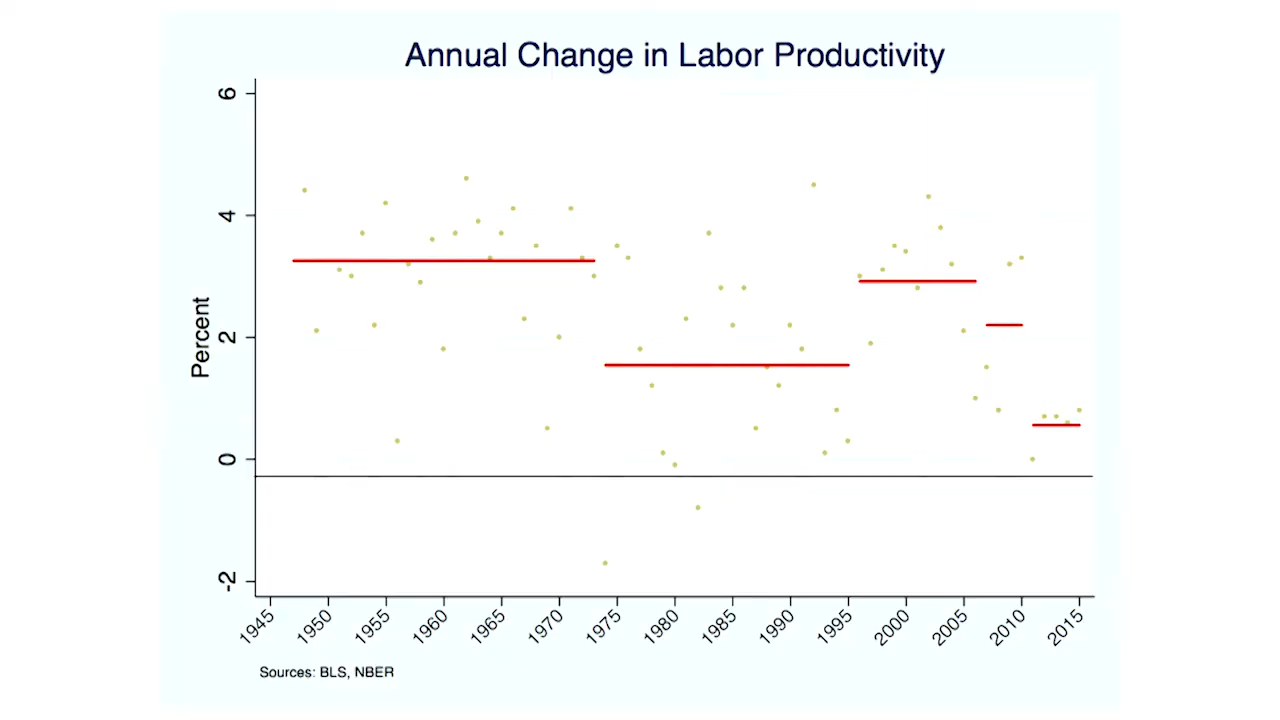 Annual Change in Labor Productivity
Percent
6
4
2
0
-2
1945 1950 1955 1960 1965 1970 1975 1980 1985 1990 1995 2000 2005 2010 2015
Sources: BLS, NBER